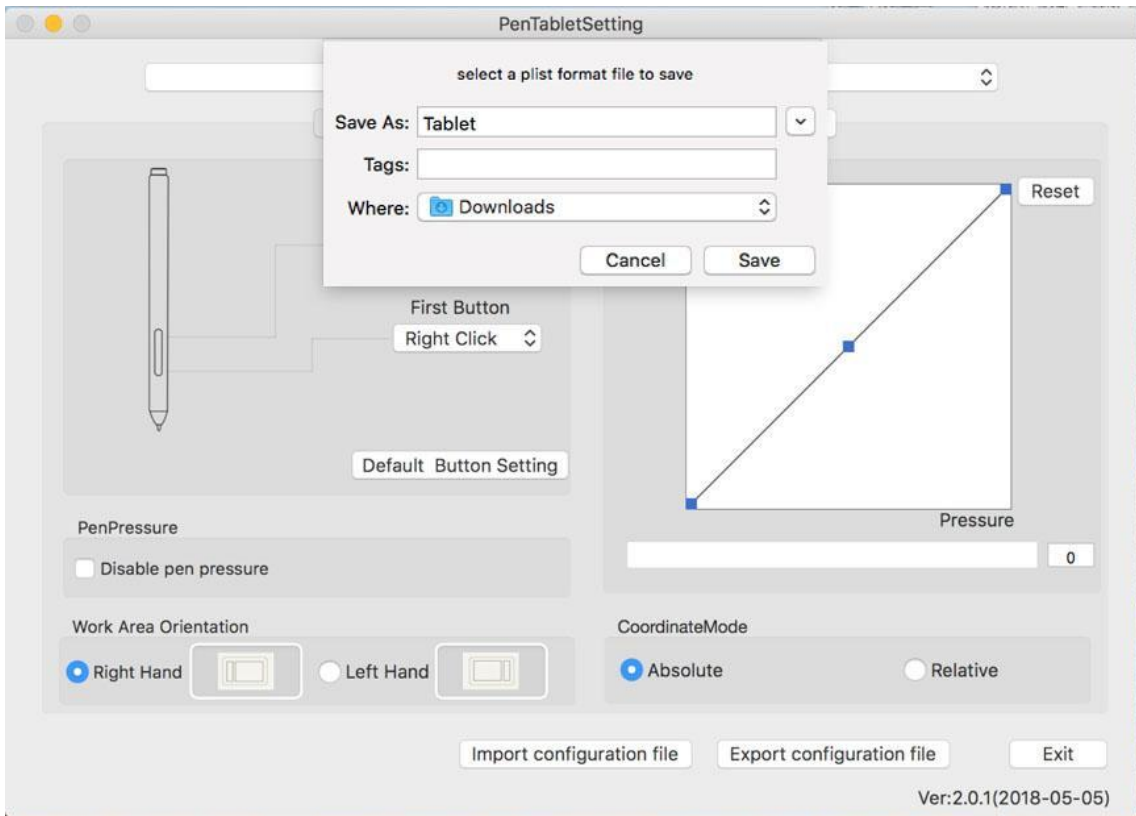 PenTabletSetting
select a plist format file to save
Save As: Tablet
Tags:
Where: Downloads
Cancel Save
Reset
First Button
Right Click
Default Button Setting
Pressure
0
PenPressure
Disable pen pressure
Work Area Orientation
Right Hand Left Hand
CoordinateMode
Absolute Relative
Import configuration file Export configuration file Exit
Ver:2.0.1(2018-05-05)